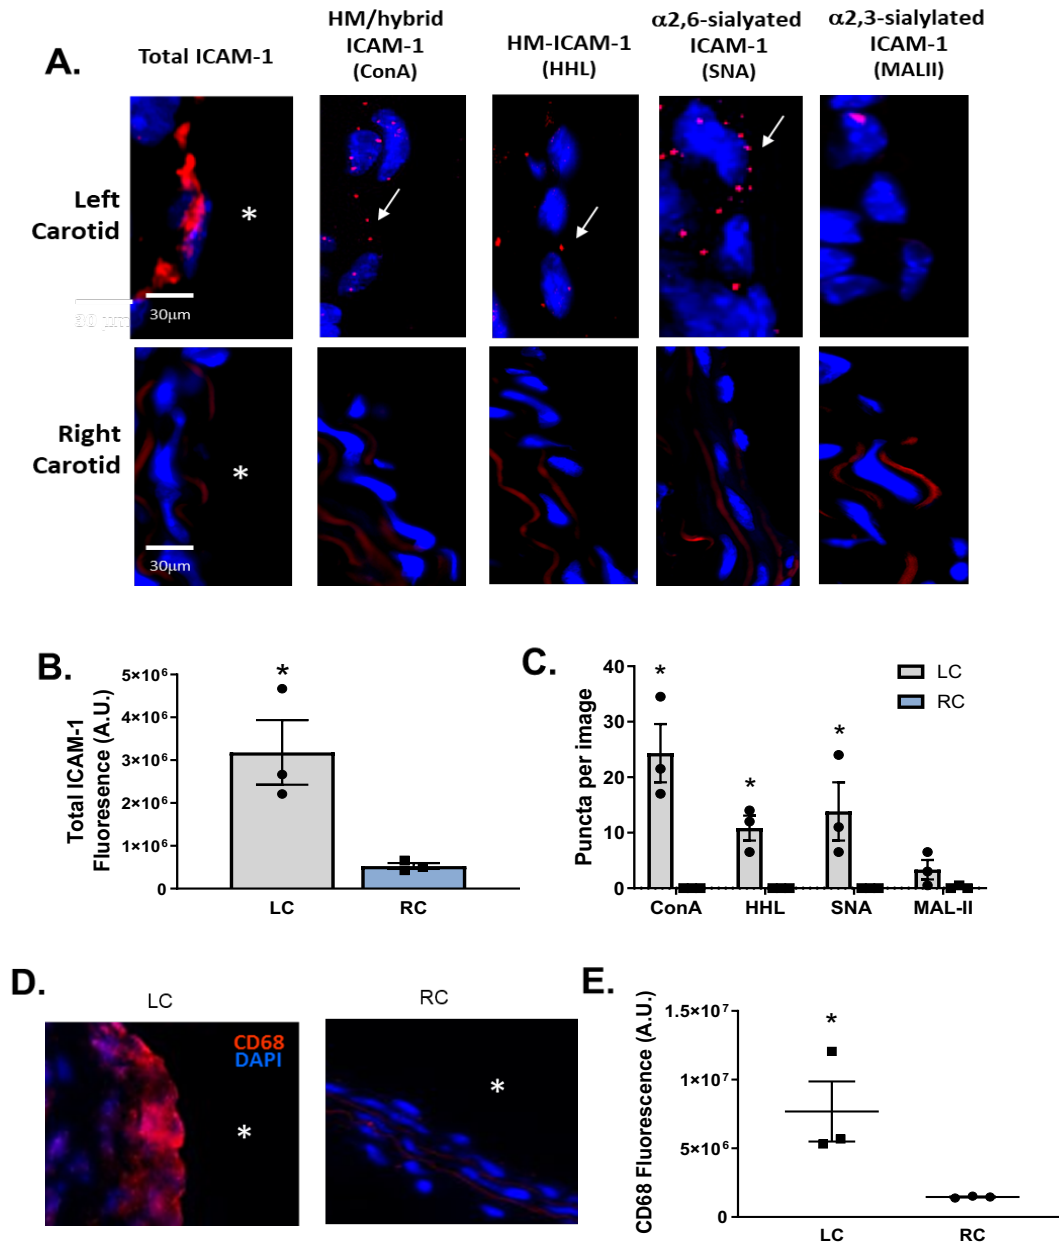 A.
Total ICAM-1
HM/hybrid
ICAM-1
(ConA)
HM-ICAM-1
(HHL)
α2,6-sialyated
ICAM-1
(SNA)
α2,3-sialylated
ICAM-1
(MALII)
Left
Carotid
*
30μm
30 μm
Right
Carotid
*
30μm
B.
Total ICAM-1
Fluoresence (A.U.)
5×10⁶
4×10⁶
3×10⁶
2×10⁶
1×10⁶
0
*
LC
RC
C.
Puncta per image
40
30
20
10
0
*
*
*
LC
RC
ConA
HHL
SNA
MAL-II
D.
LC
CD68
DAPI
*
RC
*
E.
CD68 Fluorescence (A.U.)
1.5×10⁷
1×10⁷
5×10⁶
0
*
LC
RC